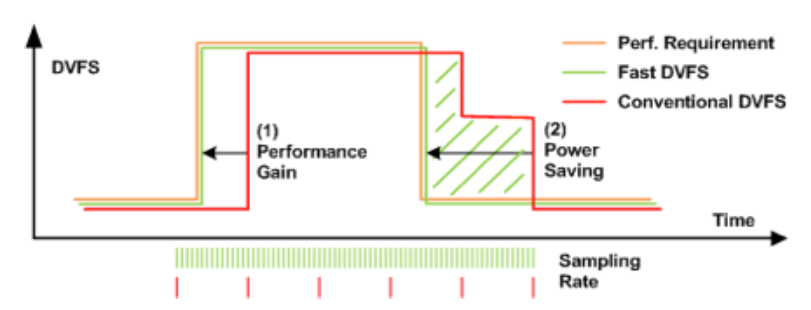 DVFS
Perf. Requirement
Fast DVFS
Conventional DVFS
(1)
Performance
Gain
(2)
Power
Saving
Time
Sampling
Rate